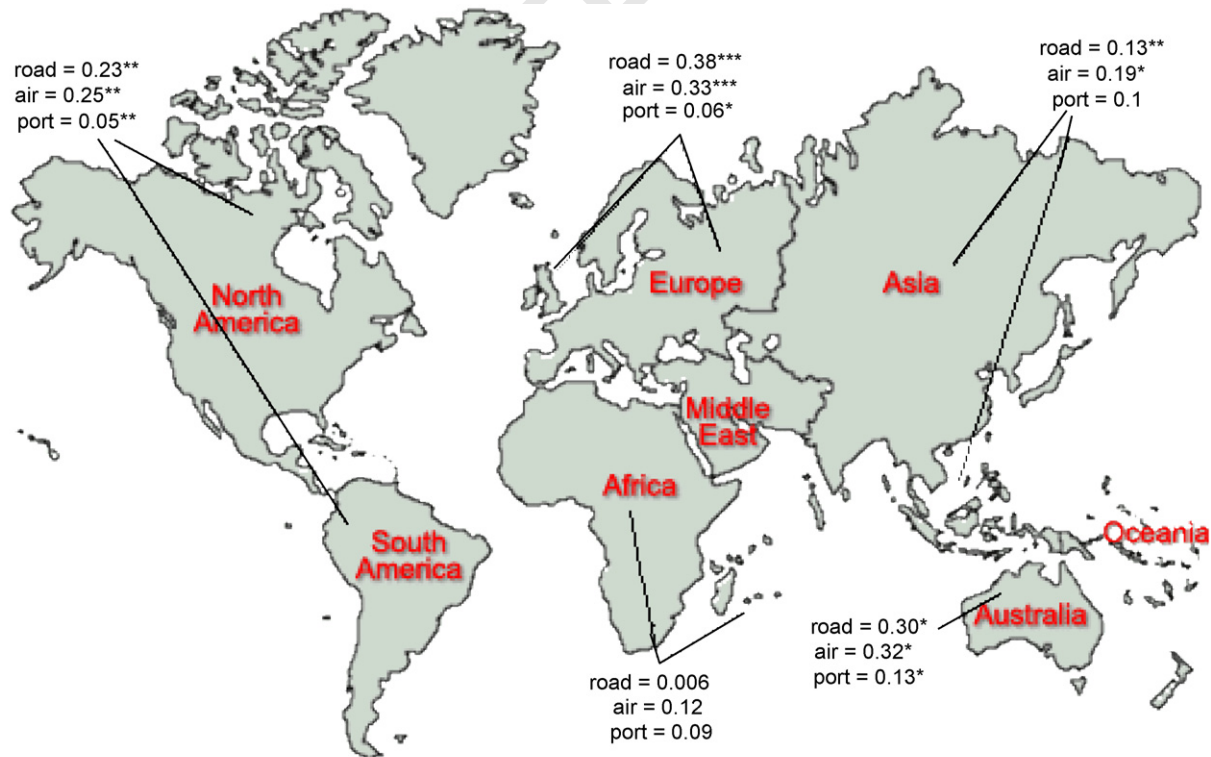 road = 0.23**
air = 0.25**
port = 0.05**
road = 0.38***
air = 0.33***
port = 0.06*
road = 0.13**
air = 0.19*
port = 0.1
North
America
Europe
Asia
Middle
East
Africa
South
America
Oceania
Australia
road = 0.30*
air = 0.32*
port = 0.13*
road = 0.006
air = 0.12
port = 0.09